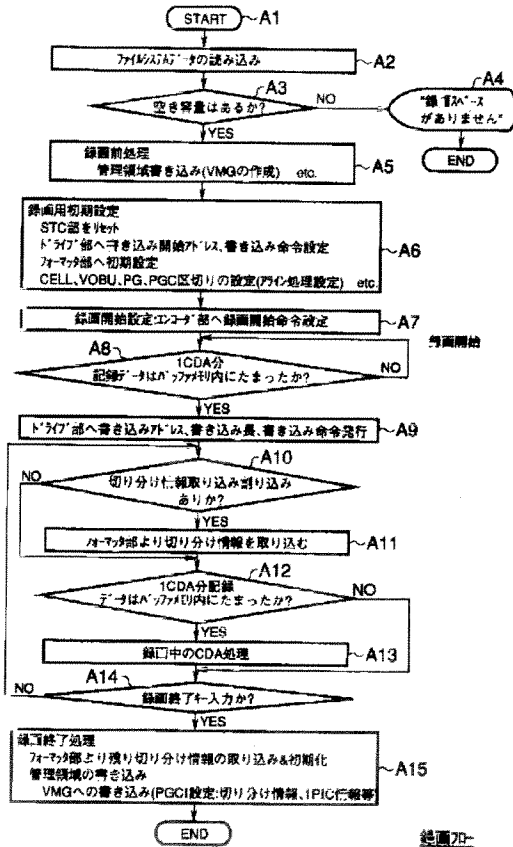 START
A1
ファイルシステムデータの読み込み
A2
A3
空き容量はあるか?
NO
YES
A4
"録画スペース
がありません"
END
録画前処理
管理領域書き込み(VMGの作成) etc.
A5
録画用初期設定
STC部をリセット
ドライブ部へ書き込み開始アドレス、書き込み命令設定
フォーマッタ部へ初期設定
CELL、VOBU、PG、PGC区切りの設定(アライン処理設定) etc.
A6
録画開始設定:エンコーダ部へ録画開始命令設定
A7
録画開始
A8
1CDA分
記録データはバッファメモリ内にたまったか?
NO
YES
ドライブ部へ書き込みアドレス、書き込み長、書き込み命令発行
A9
A10
切り分け情報取り込み割り込み
ありか?
NO
YES
フォーマッタ部より切り分け情報を取り込む
A11
A12
1CDA分記録
データはバッファメモリ内にたまったか?
NO
YES
録画中のCDA処理
A13
A14
録画終了キー入力か?
NO
YES
録画終了処理
フォーマッタ部より残り切り分け情報の取り込み&初期化
管理領域の書き込み
VMGへの書き込み(PGCI設定:切り分け情報、1PIC情報等
A15
END
録画フロー